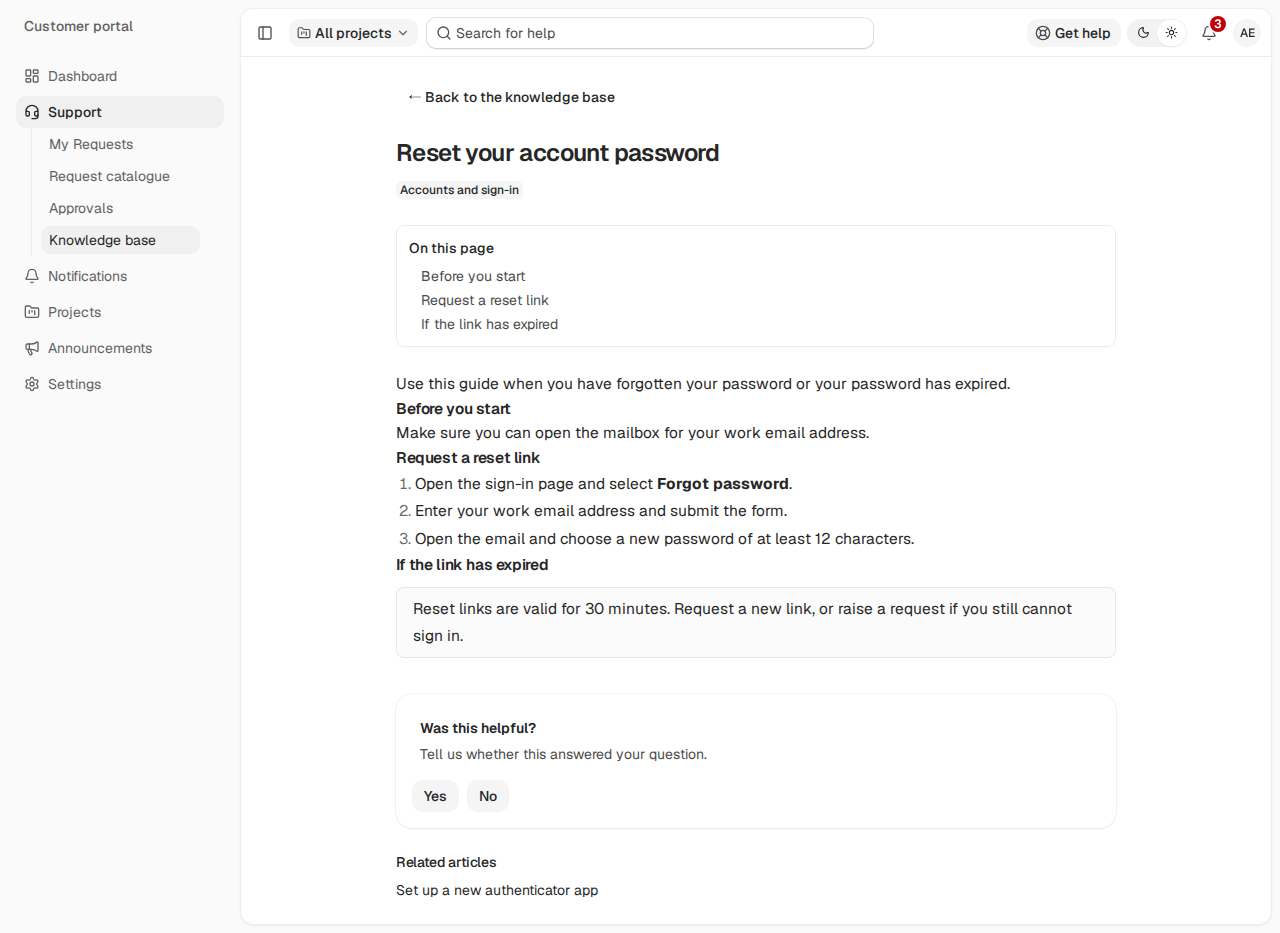 Customer portal
Dashboard
Support
My Requests
Request catalogue
Approvals
Knowledge base
Notifications
Projects
Announcements
Settings
All projects
Search for help
Get help
3
AE
← Back to the knowledge base
Reset your account password
Accounts and sign-in
On this page
Before you start
Request a reset link
If the link has expired
Use this guide when you have forgotten your password or your password has expired.
Before you start
Make sure you can open the mailbox for your work email address.
Request a reset link
1. Open the sign-in page and select Forgot password.
2. Enter your work email address and submit the form.
3. Open the email and choose a new password of at least 12 characters.
If the link has expired
Reset links are valid for 30 minutes. Request a new link, or raise a request if you still cannot
sign in.
Was this helpful?
Tell us whether this answered your question.
Yes
No
Related articles
Set up a new authenticator app